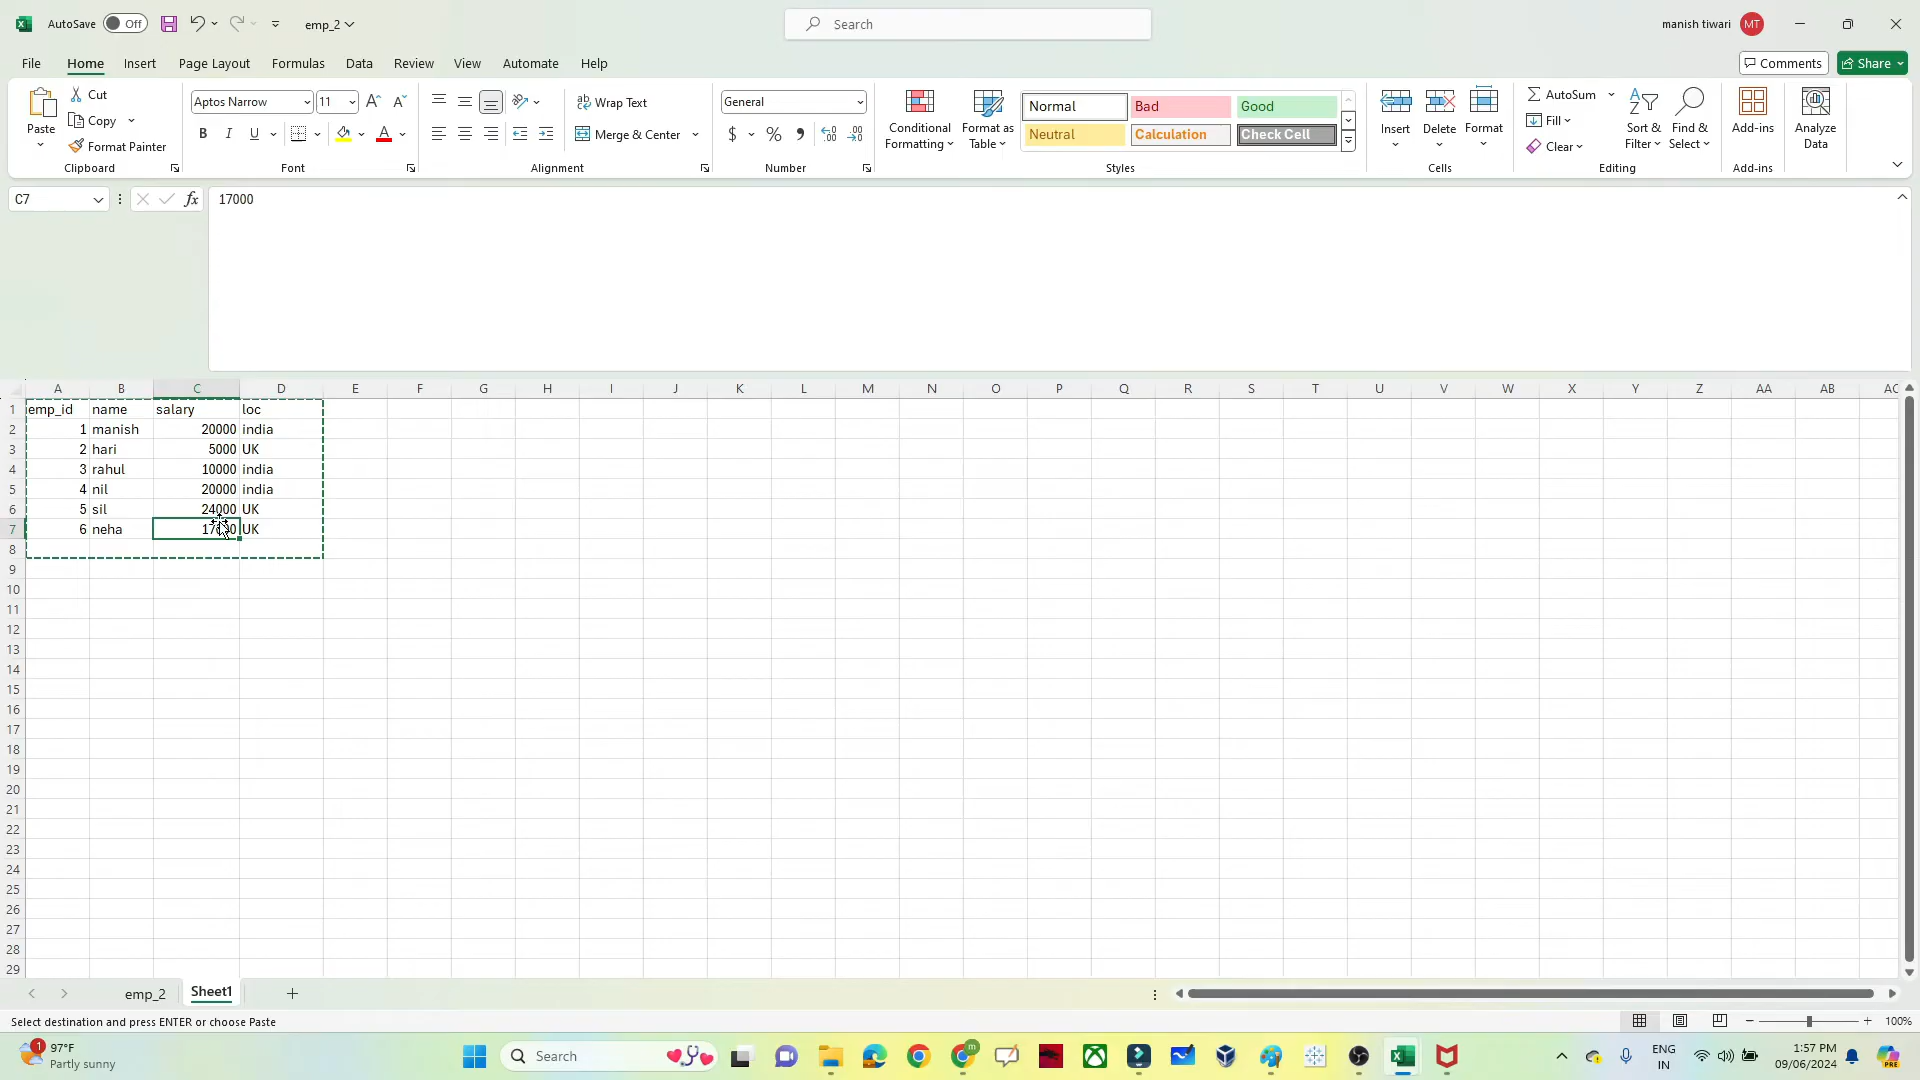 AutoSave Off emp_2 Search manish tiwari MT
File Home Insert Page Layout Formulas Data Review View Automate Help Comments Share
Paste Cut Copy Format Painter Clipboard
Aptos Narrow 11 B I U A Font
Wrap Text Merge & Center Alignment
General $ % Number
Conditional Formatting Format as Table
Normal Bad Good
Neutral Calculation Check Cell
Styles
Insert Delete Format Cells
AutoSum Fill Clear Sort & Filter Find & Select Editing
Add-ins Add-ins
Analyze Data
C7 fx 17000
A B C D E F G H I J K L M N O P Q R S T U V W X Y Z AA AB AC
1 emp_id name salary loc
2 1 manish 20000 india
3 2 hari 5000 UK
4 3 rahul 10000 india
5 4 nil 20000 india
6 5 sil 24000 UK
7 6 neha UK
8
9
10
11
12
13
14
15
16
17
18
19
20
21
22
23
24
25
26
27
28
29
emp_2 Sheet1
Select destination and press ENTER or choose Paste 100%
1 97°F
Partly sunny
Search
m
ENG
IN
1:57 PM
09/06/2024
PRE